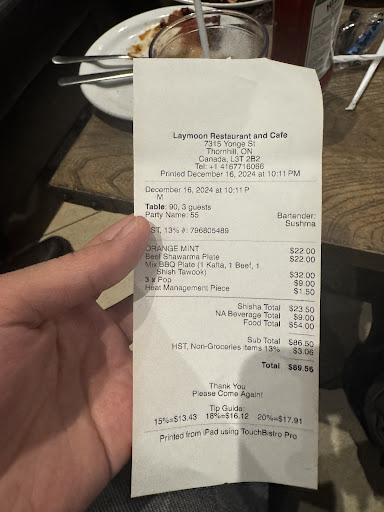 Laymoon Restaurant and Cafe
7315 Yonge St
Thornhill, ON
Canada, L3T 2B2
Tel: +1 4167716066
Printed December 16, 2024 at 10:11 PM
December 16, 2024 at 10:11 P
M
Table: 90, 3 guests
Party Name: 55 Bartender:
Sushma
HST, 13% #: 796805489
ORANGE MINT $22.00
Beef Shawarma Plate $22.00
Mix BBQ Plate (1 Kafta, 1 Beef, 1
Shish Tawook) $32.00
3 x Pop $9.00
Heat Management Piece $1.50
Shisha Total $23.50
NA Beverage Total $9.00
Food Total $54.00
Sub Total $86.50
HST, Non-Groceries Items 13% $3.06
Total $89.56
Thank You
Please Come Again!
Tip Guide:
15%=$13.43 18%=$16.12 20%=$17.91
Printed from iPad using TouchBistro Pro